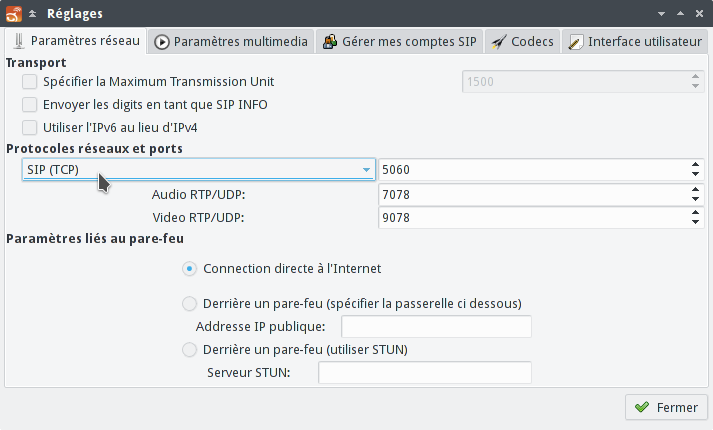 Réglages
Paramètres réseau Paramètres multimedia Gérer mes comptes SIP Codecs Interface utilisateur
Transport
Spécifier la Maximum Transmission Unit 1500
Envoyer les digits en tant que SIP INFO
Utiliser l'IPv6 au lieu d'IPv4
Protocoles réseaux et ports
SIP (TCP) 5060
Audio RTP/UDP: 7078
Video RTP/UDP: 9078
Paramètres liés au pare-feu
Connection directe à l'Internet
Derrière un pare-feu (spécifier la passerelle ci dessous)
Addresse IP publique:
Derrière un pare-feu (utiliser STUN)
Serveur STUN:
Fermer